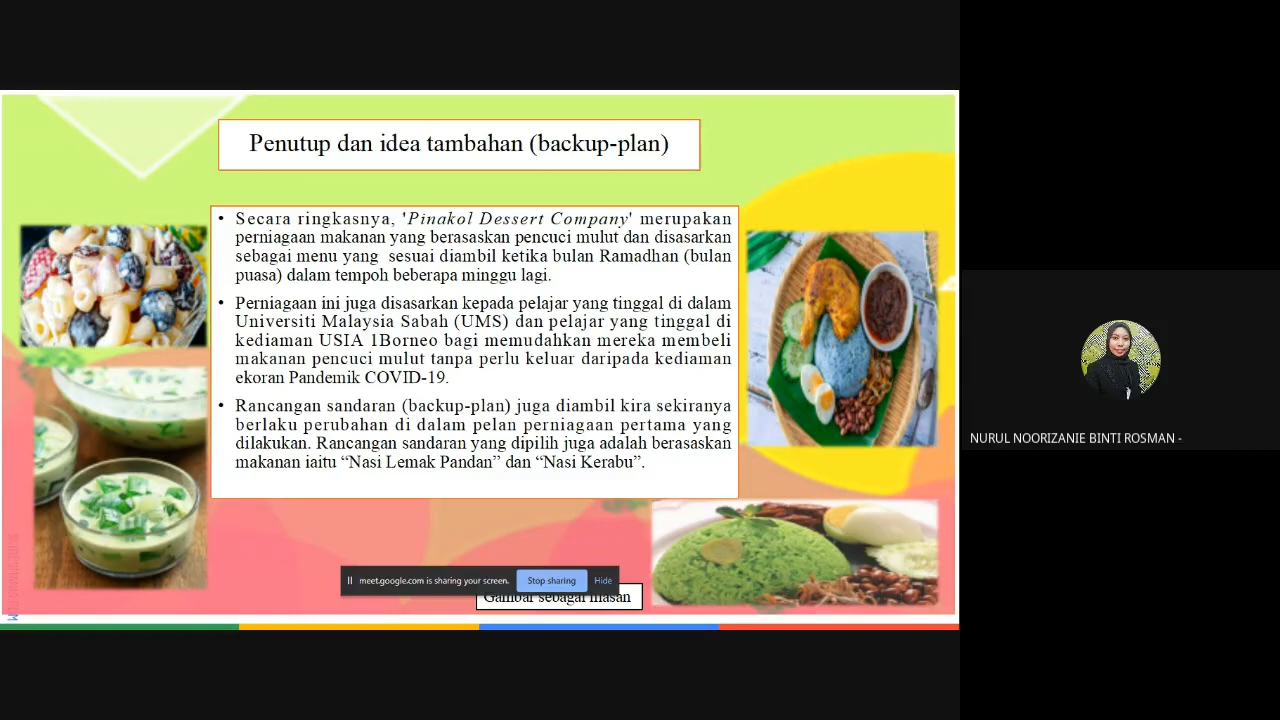 Penutup dan idea tambahan (backup-plan)
• Secara ringkasnya, 'Pinakol Dessert Company' merupakan
perniagaan makanan yang berasaskan pencuci mulut dan disasarkan
sebagai menu yang sesuai diambil ketika bulan Ramadhan (bulan
puasa) dalam tempoh beberapa minggu lagi.
• Perniagaan ini juga disasarkan kepada pelajar yang tinggal di dalam
Universiti Malaysia Sabah (UMS) dan pelajar yang tinggal di
kediaman USIA 1Borneo bagi memudahkan mereka membeli
makanan pencuci mulut tanpa perlu keluar daripada kediaman
ekoran Pandemik COVID-19.
• Rancangan sandaran (backup-plan) juga diambil kira sekiranya
berlaku perubahan di dalam pelan perniagaan pertama yang
dilakukan. Rancangan sandaran yang dipilih juga adalah berasaskan
makanan iaitu “Nasi Lemak Pandan” dan “Nasi Kerabu”.
meet.google.com is sharing your screen. Stop sharing Hide
Gambar sebagai hiasan
NURUL NOORIZANIE BINTI ROSMAN -